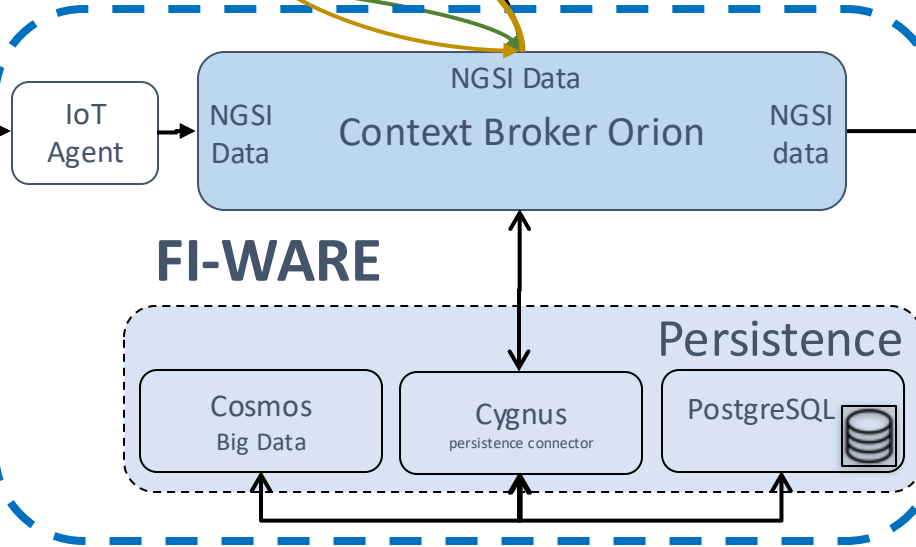 NGSI Data
IoT
Agent
NGSI
Data
Context Broker Orion
NGSI
data
FI-WARE
Persistence
Cosmos
Big Data
Cygnus
persistence connector
PostgreSQL